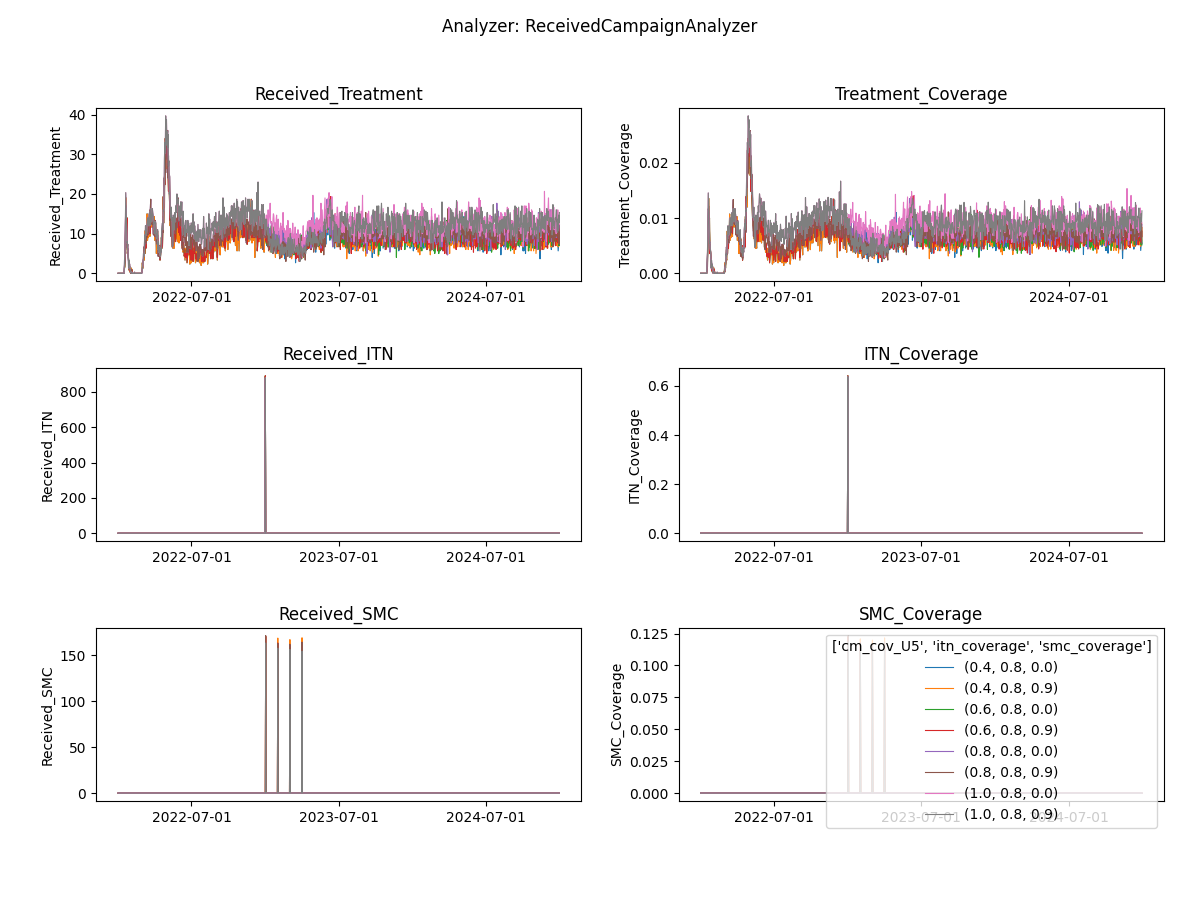 Analyzer: ReceivedCampaignAnalyzer
Received_Treatment
Treatment_Coverage
Received_Treatment
40
30
20
10
0
2022-07-01
2023-07-01
2024-07-01
Treatment_Coverage
0.02
0.01
0.00
2022-07-01
2023-07-01
2024-07-01
Received_ITN
ITN_Coverage
Received_ITN
800
600
400
200
0
2022-07-01
2023-07-01
2024-07-01
ITN_Coverage
0.6
0.4
0.2
0.0
2022-07-01
2023-07-01
2024-07-01
Received_SMC
SMC_Coverage
Received_SMC
150
100
50
0
2022-07-01
2023-07-01
2024-07-01
SMC_Coverage
0.125
0.100
0.075
0.050
0.025
0.000
2022-07-01
2023-07-01
2024-07-01
['cm_cov_U5', 'itn_coverage', 'smc_coverage']
(0.4, 0.8, 0.0)
(0.4, 0.8, 0.9)
(0.6, 0.8, 0.0)
(0.6, 0.8, 0.9)
(0.8, 0.8, 0.0)
(0.8, 0.8, 0.9)
(1.0, 0.8, 0.0)
(1.0, 0.8, 0.9)